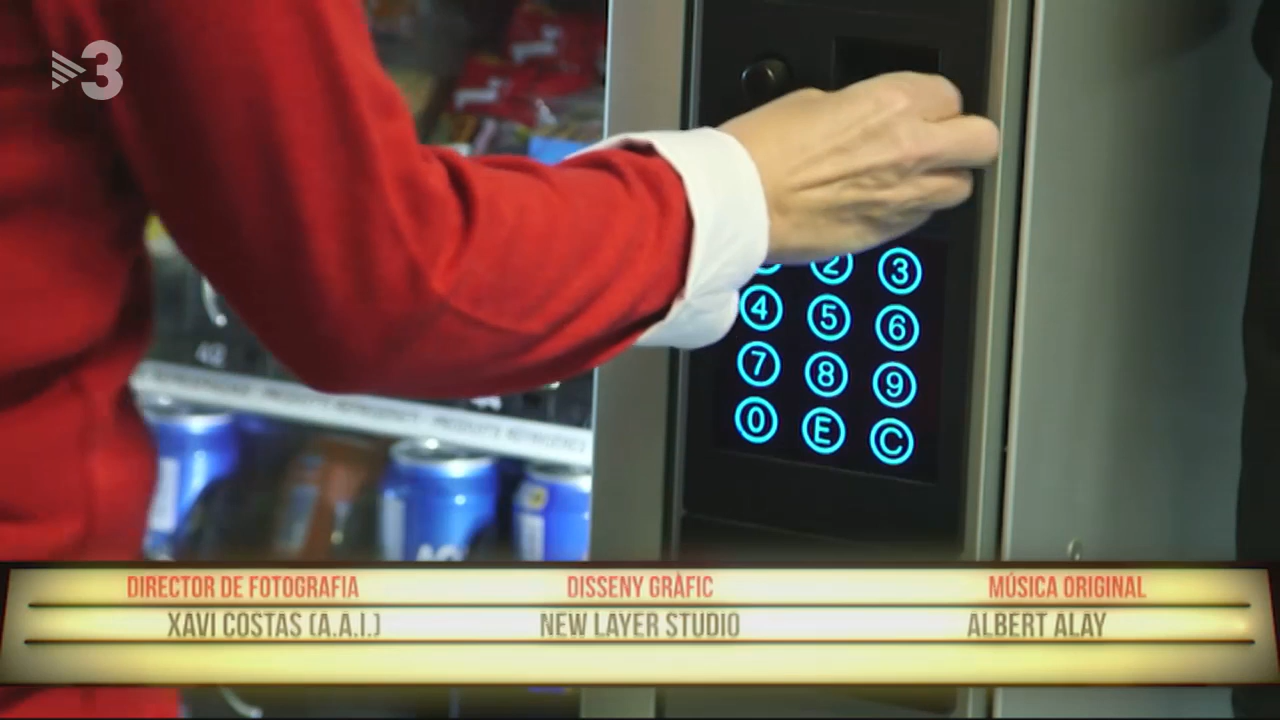 3
2
3
4
5
6
7
8
9
0
E
C
42
DIRECTOR DE FOTOGRAFIA
DISSENY GRÀFIC
MÚSICA ORIGINAL
XAVI COSTAS (A.A.I.)
NEW LAYER STUDIO
ALBERT ALAY